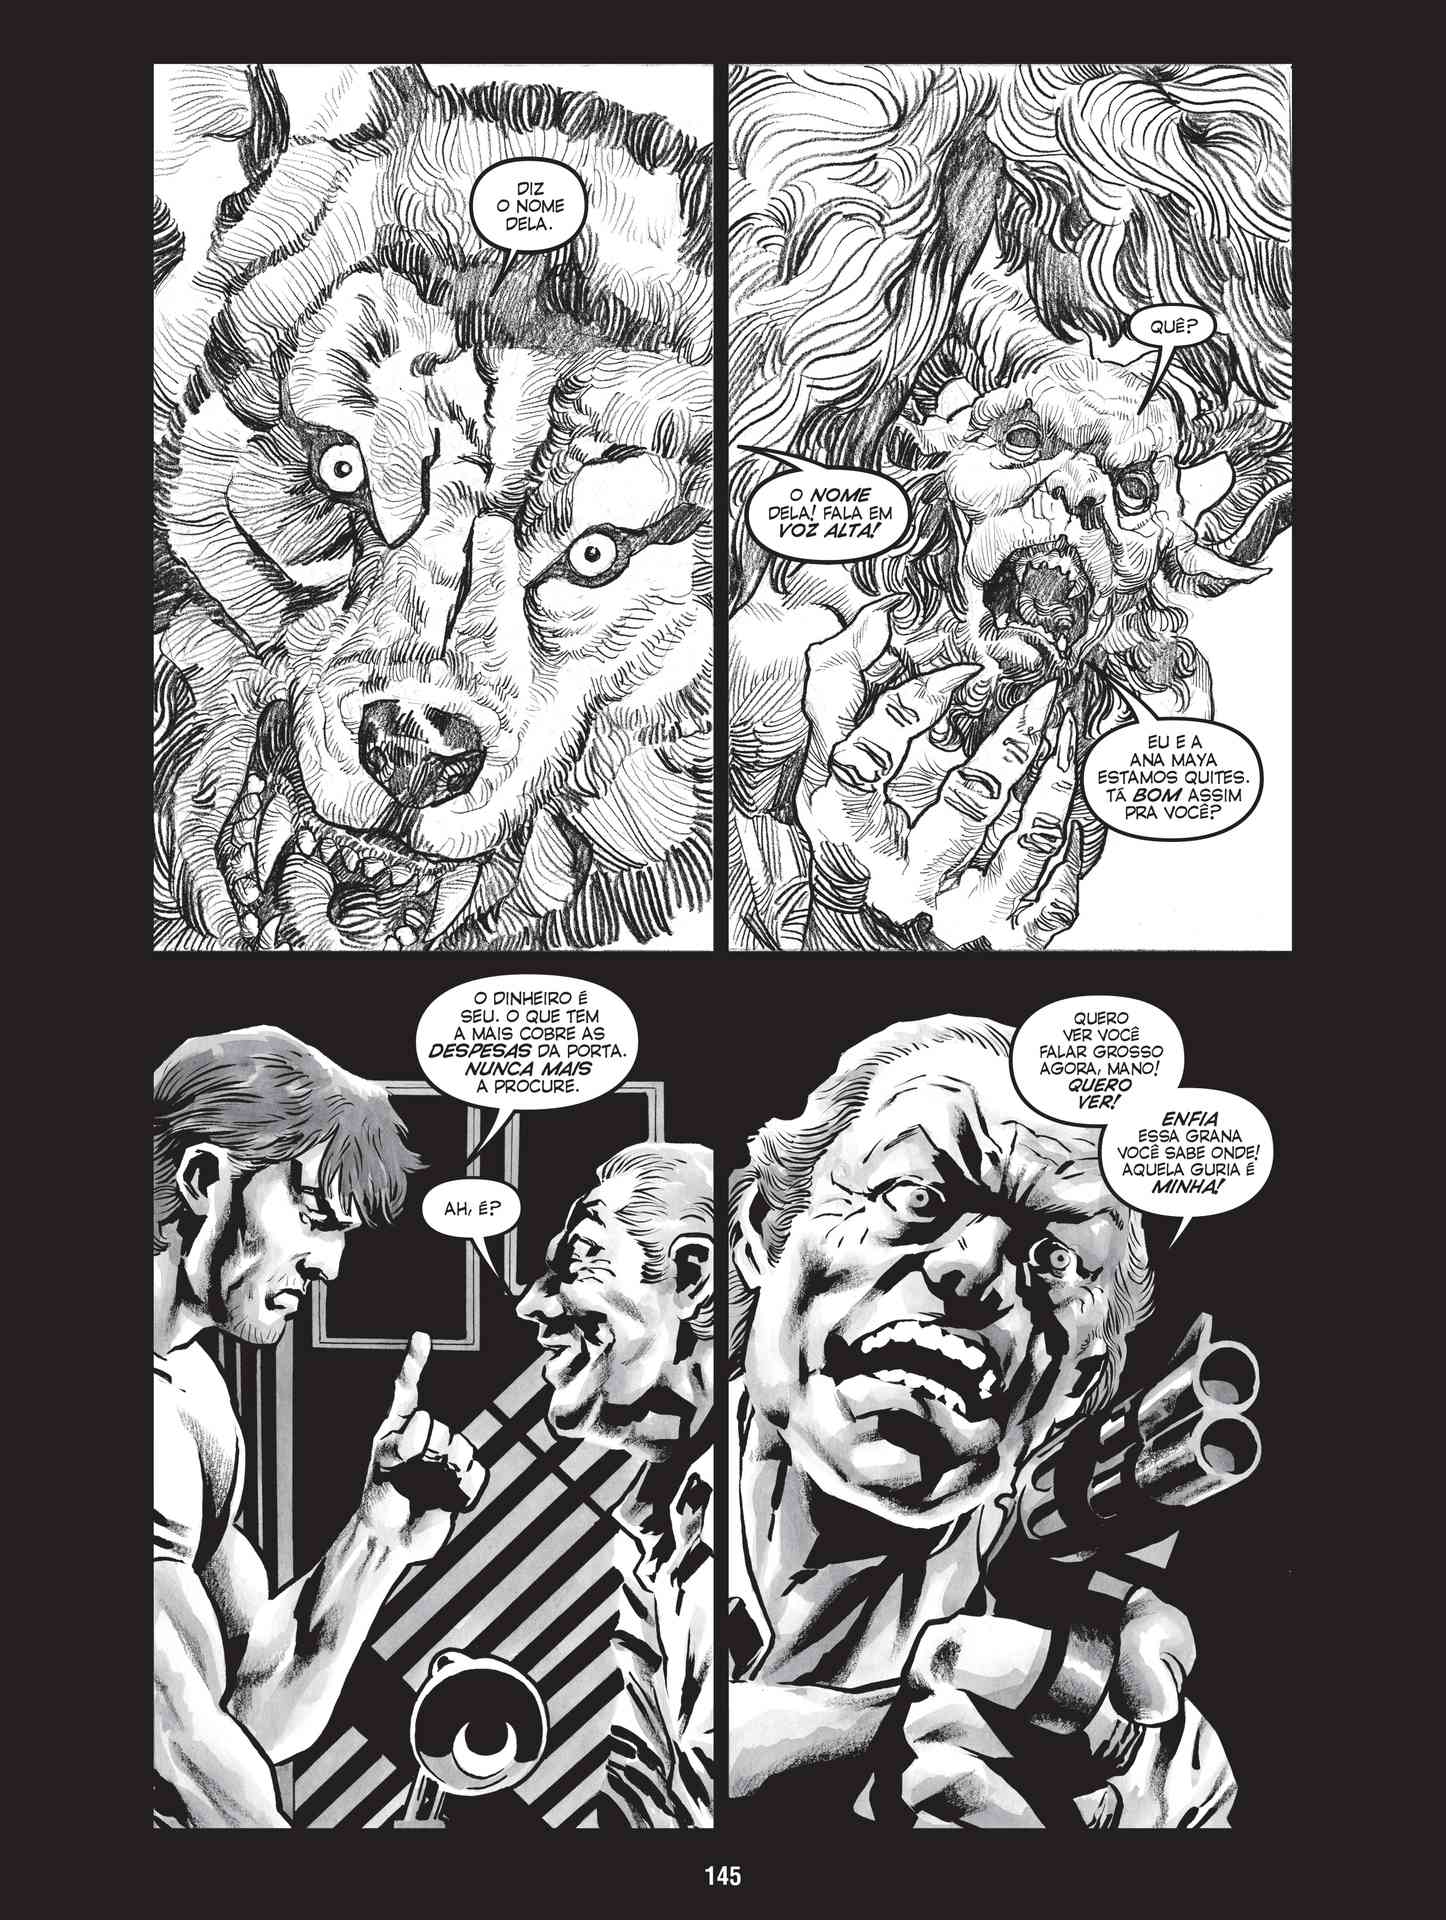 DIZ
O NOME
DELA.
QUÊ?
O NOME
DELA! FALA EM
VOZ ALTA!
EU E A
ANA MAYA
ESTAMOS QUITES.
TÁ BOM ASSIM
PRA VOCÊ?
O DINHEIRO É
SEU. O QUE TEM
A MAIS COBRE AS
DESPESAS DA PORTA.
NUNCA MAIS
A PROCURE.
AH, É?
QUERO
VER VOCÊ
FALAR GROSSO
AGORA, MANO!
QUERO
VER!
ENFIA
ESSA GRANA
VOCÊ SABE ONDE!
AQUELA GURIA É
MINHA!
145